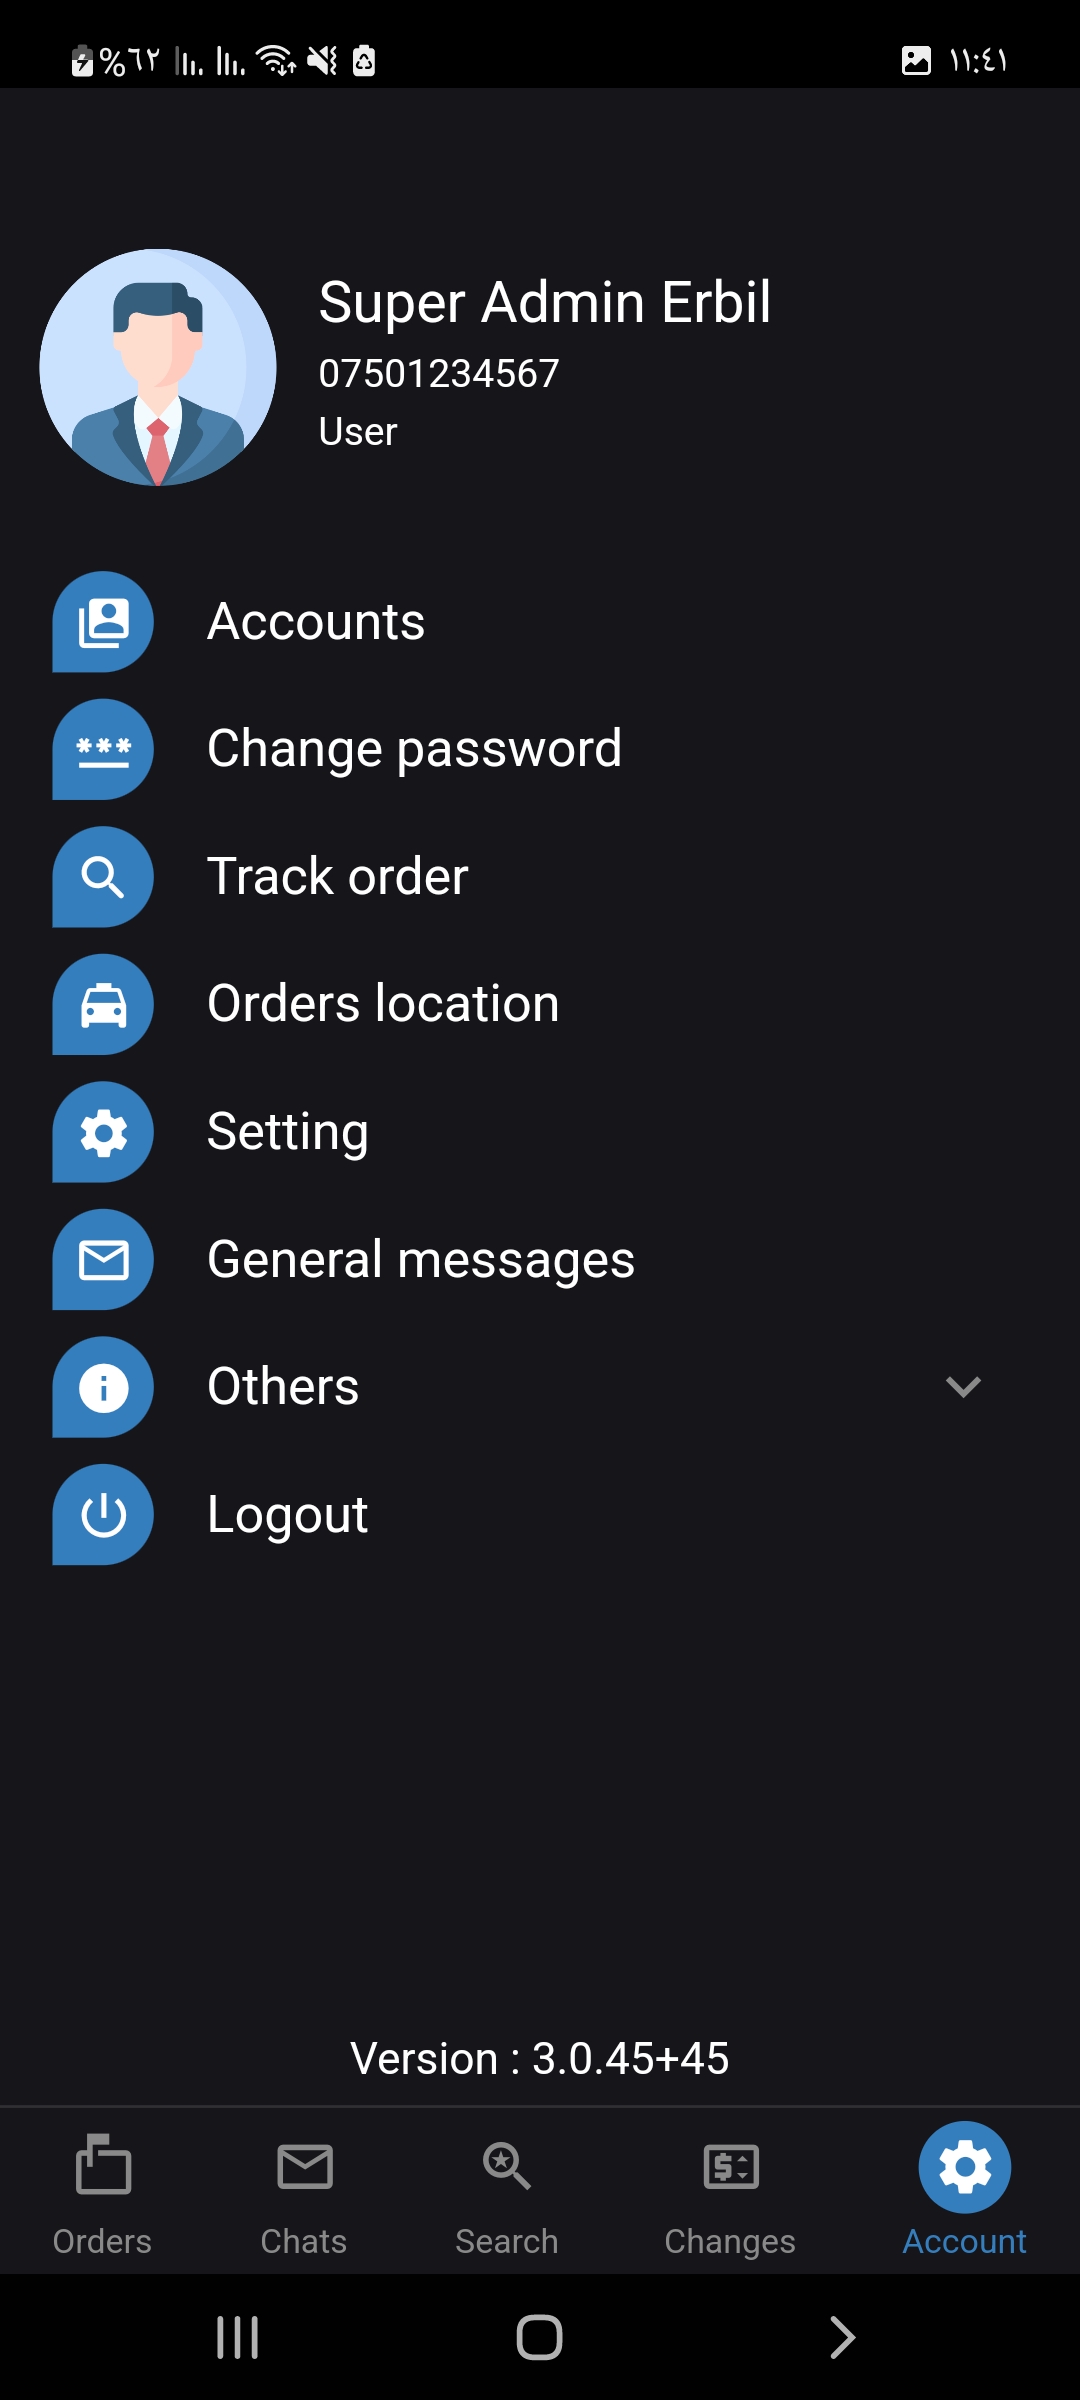 %٦٢
١١:٤١
Super Admin Erbil
07501234567
User
Accounts
Change password
Track order
Orders location
Setting
General messages
Others
Logout
Version : 3.0.45+45
Orders
Chats
Search
Changes
Account